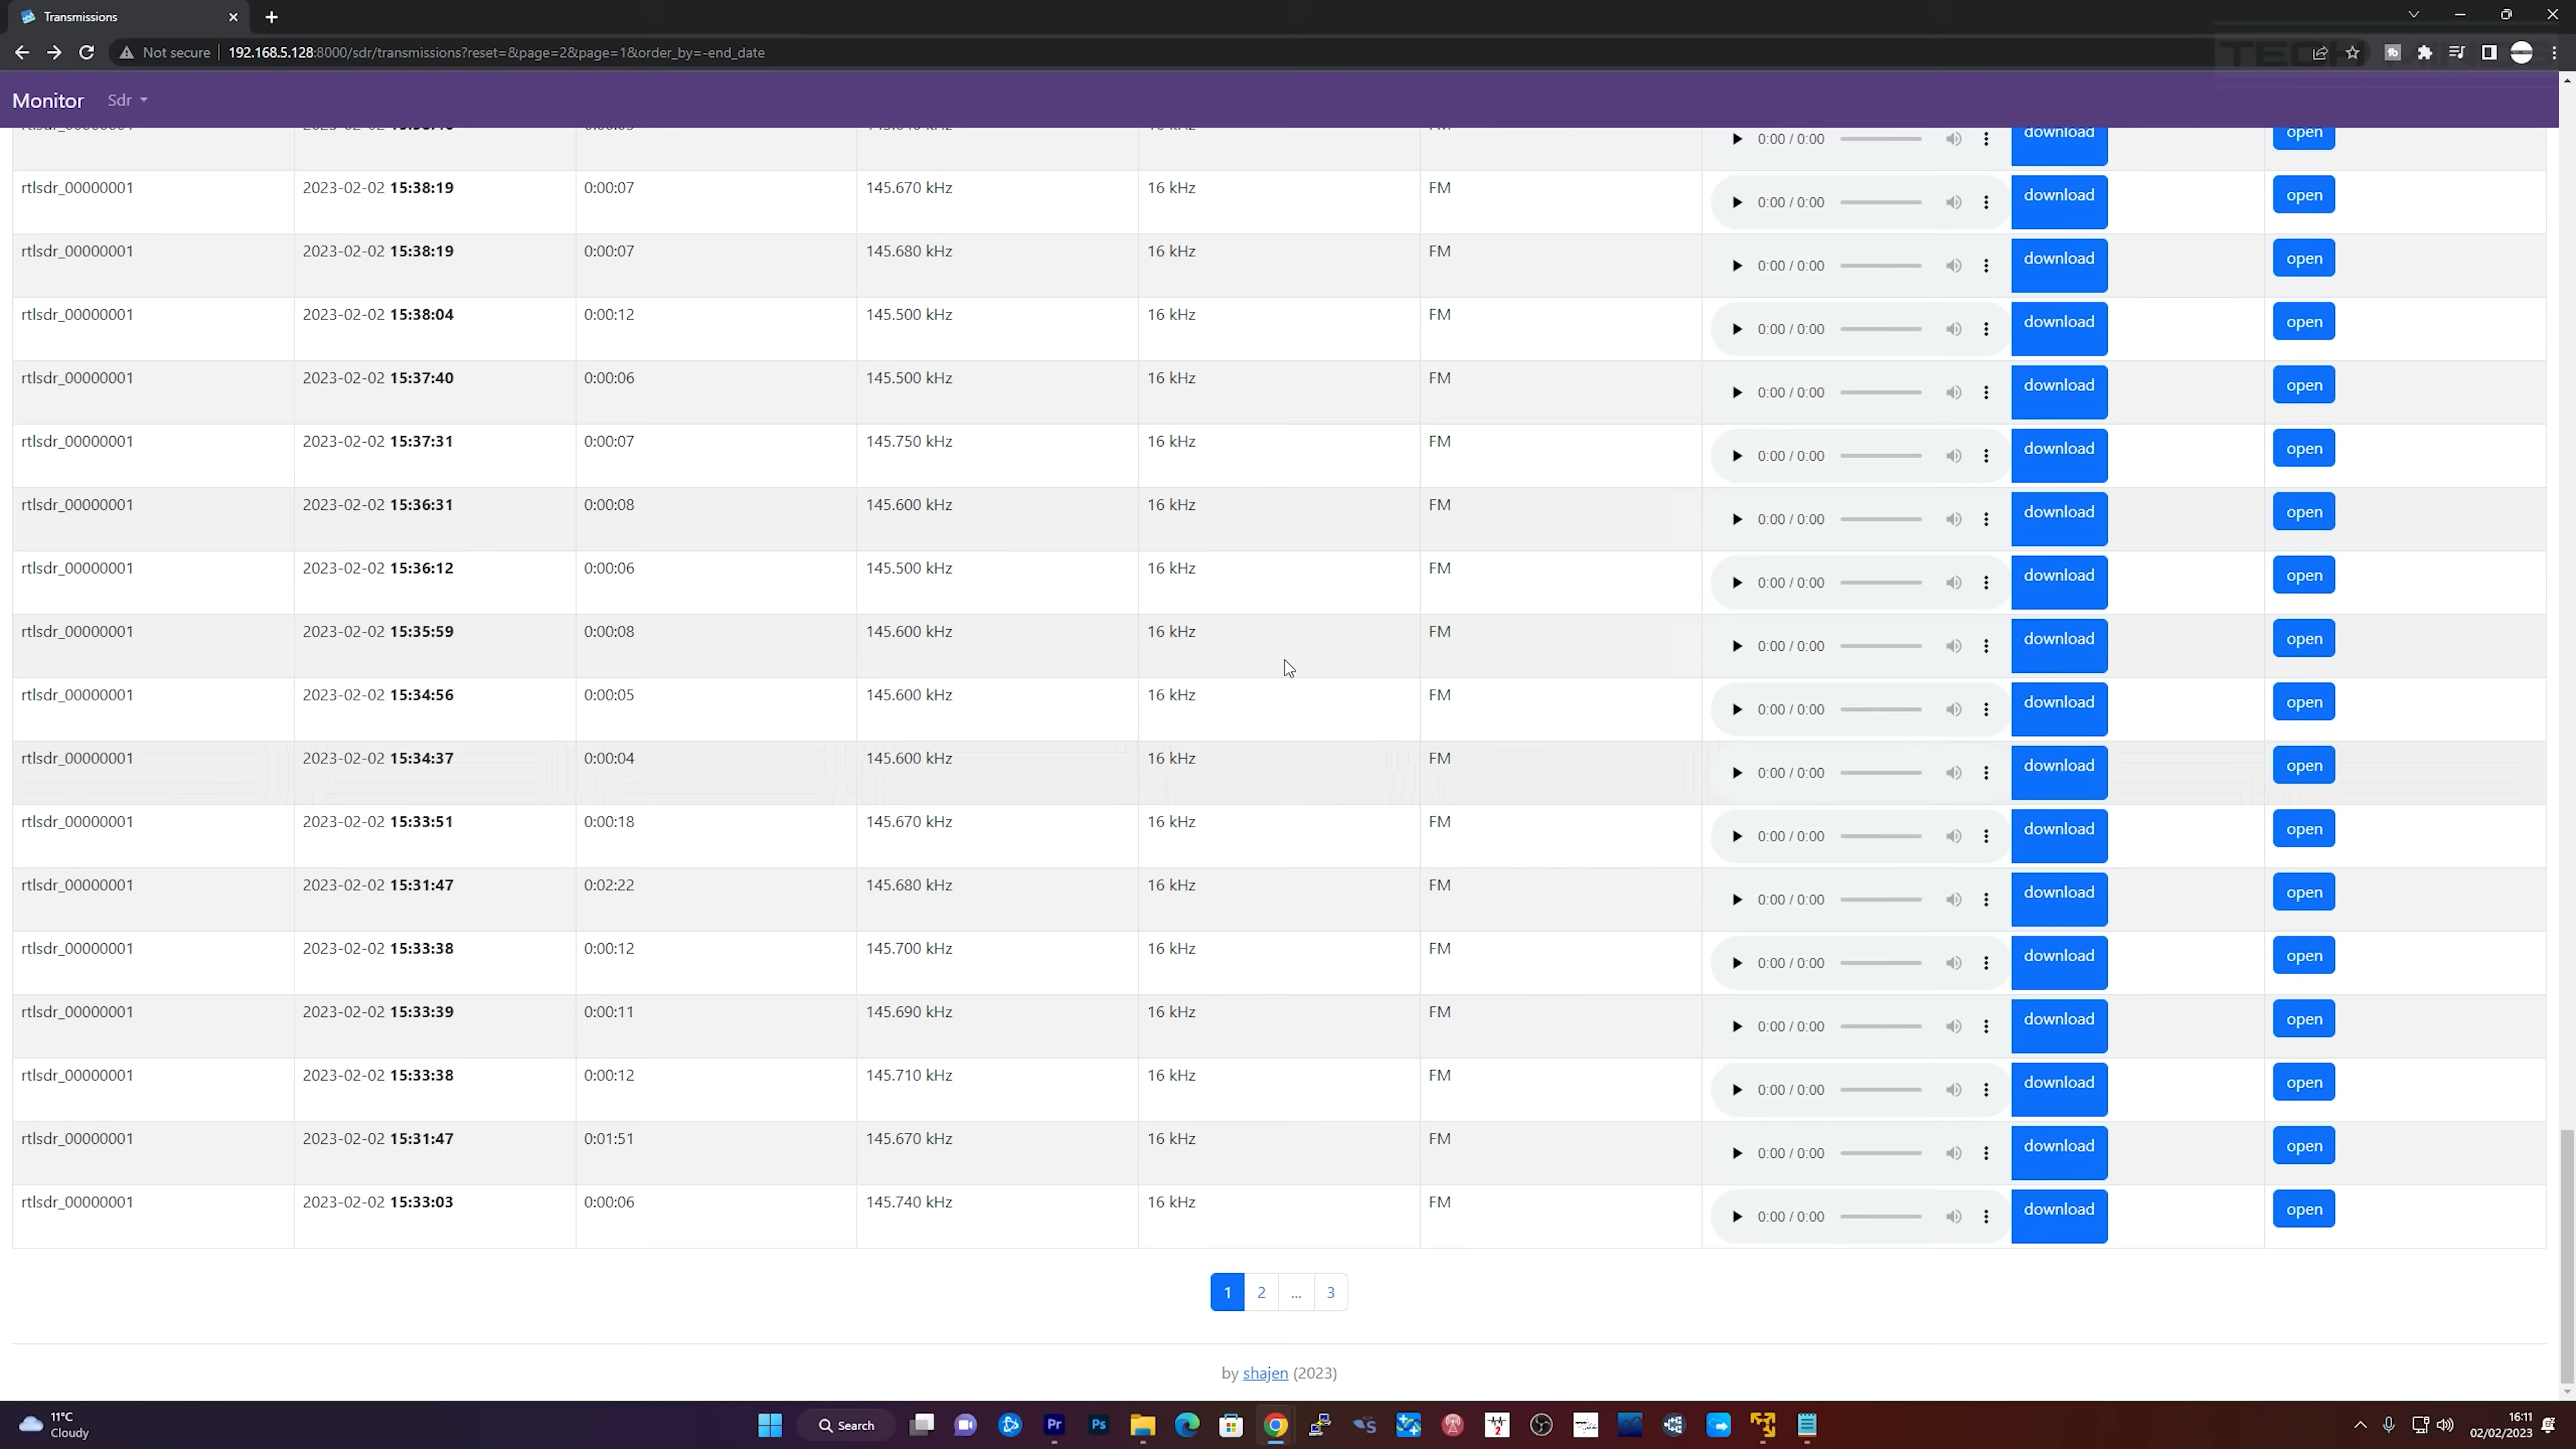 Transmissions
Not secure 192.168.5.128:8000/sdr/transmissions?reset=&page=2&page=1&order_by=-end_date
TECH
Monitor Sdr
0:00 / 0:00 download open
rtlsdr_00000001 2023-02-02 15:38:19 0:00:07 145.670 kHz 16 kHz FM 0:00 / 0:00 download open
rtlsdr_00000001 2023-02-02 15:38:19 0:00:07 145.680 kHz 16 kHz FM 0:00 / 0:00 download open
rtlsdr_00000001 2023-02-02 15:38:04 0:00:12 145.500 kHz 16 kHz FM 0:00 / 0:00 download open
rtlsdr_00000001 2023-02-02 15:37:40 0:00:06 145.500 kHz 16 kHz FM 0:00 / 0:00 download open
rtlsdr_00000001 2023-02-02 15:37:31 0:00:07 145.750 kHz 16 kHz FM 0:00 / 0:00 download open
rtlsdr_00000001 2023-02-02 15:36:31 0:00:08 145.600 kHz 16 kHz FM 0:00 / 0:00 download open
rtlsdr_00000001 2023-02-02 15:36:12 0:00:06 145.500 kHz 16 kHz FM 0:00 / 0:00 download open
rtlsdr_00000001 2023-02-02 15:35:59 0:00:08 145.600 kHz 16 kHz FM 0:00 / 0:00 download open
rtlsdr_00000001 2023-02-02 15:34:56 0:00:05 145.600 kHz 16 kHz FM 0:00 / 0:00 download open
rtlsdr_00000001 2023-02-02 15:34:37 0:00:04 145.600 kHz 16 kHz FM 0:00 / 0:00 download open
rtlsdr_00000001 2023-02-02 15:33:51 0:00:18 145.670 kHz 16 kHz FM 0:00 / 0:00 download open
rtlsdr_00000001 2023-02-02 15:31:47 0:02:22 145.680 kHz 16 kHz FM 0:00 / 0:00 download open
rtlsdr_00000001 2023-02-02 15:33:38 0:00:12 145.700 kHz 16 kHz FM 0:00 / 0:00 download open
rtlsdr_00000001 2023-02-02 15:33:39 0:00:11 145.690 kHz 16 kHz FM 0:00 / 0:00 download open
rtlsdr_00000001 2023-02-02 15:33:38 0:00:12 145.710 kHz 16 kHz FM 0:00 / 0:00 download open
rtlsdr_00000001 2023-02-02 15:31:47 0:01:51 145.670 kHz 16 kHz FM 0:00 / 0:00 download open
rtlsdr_00000001 2023-02-02 15:33:03 0:00:06 145.740 kHz 16 kHz FM 0:00 / 0:00 download open
1 2 ... 3
by shajen (2023)
11°C
Cloudy
Search
Pr
Ps
16:11
02/02/2023